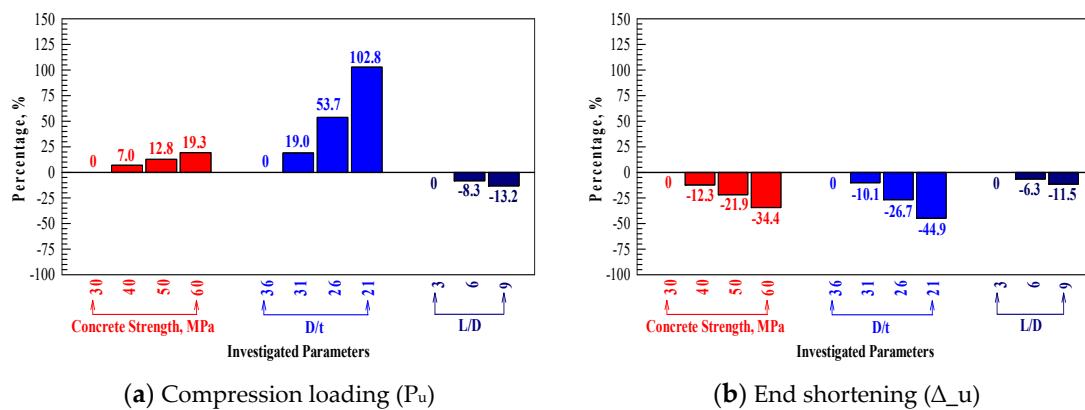 150
125
100
75
50
25
0
-25
-50
-75
-100
Percentage, %
0 7.0 12.8 19.3
0 19.0 53.7 102.8
0 -8.3 -13.2
30 40 50 60
36 31 26 21
3 6 9
Concrete Strength, MPa D/t L/D
Investigated Parameters
(a) Compression loading (Pu)
150
125
100
75
50
25
0
-25
-50
-75
-100
Percentage, %
0 -12.3 -21.9 -34.4
0 -10.1 -26.7 -44.9
0 -6.3 -11.5
30 40 50 60
36 31 26 21
3 6 9
Concrete Strength, MPa D/t L/D
Investigated Parameters
(b) End shortening (Δ_u)